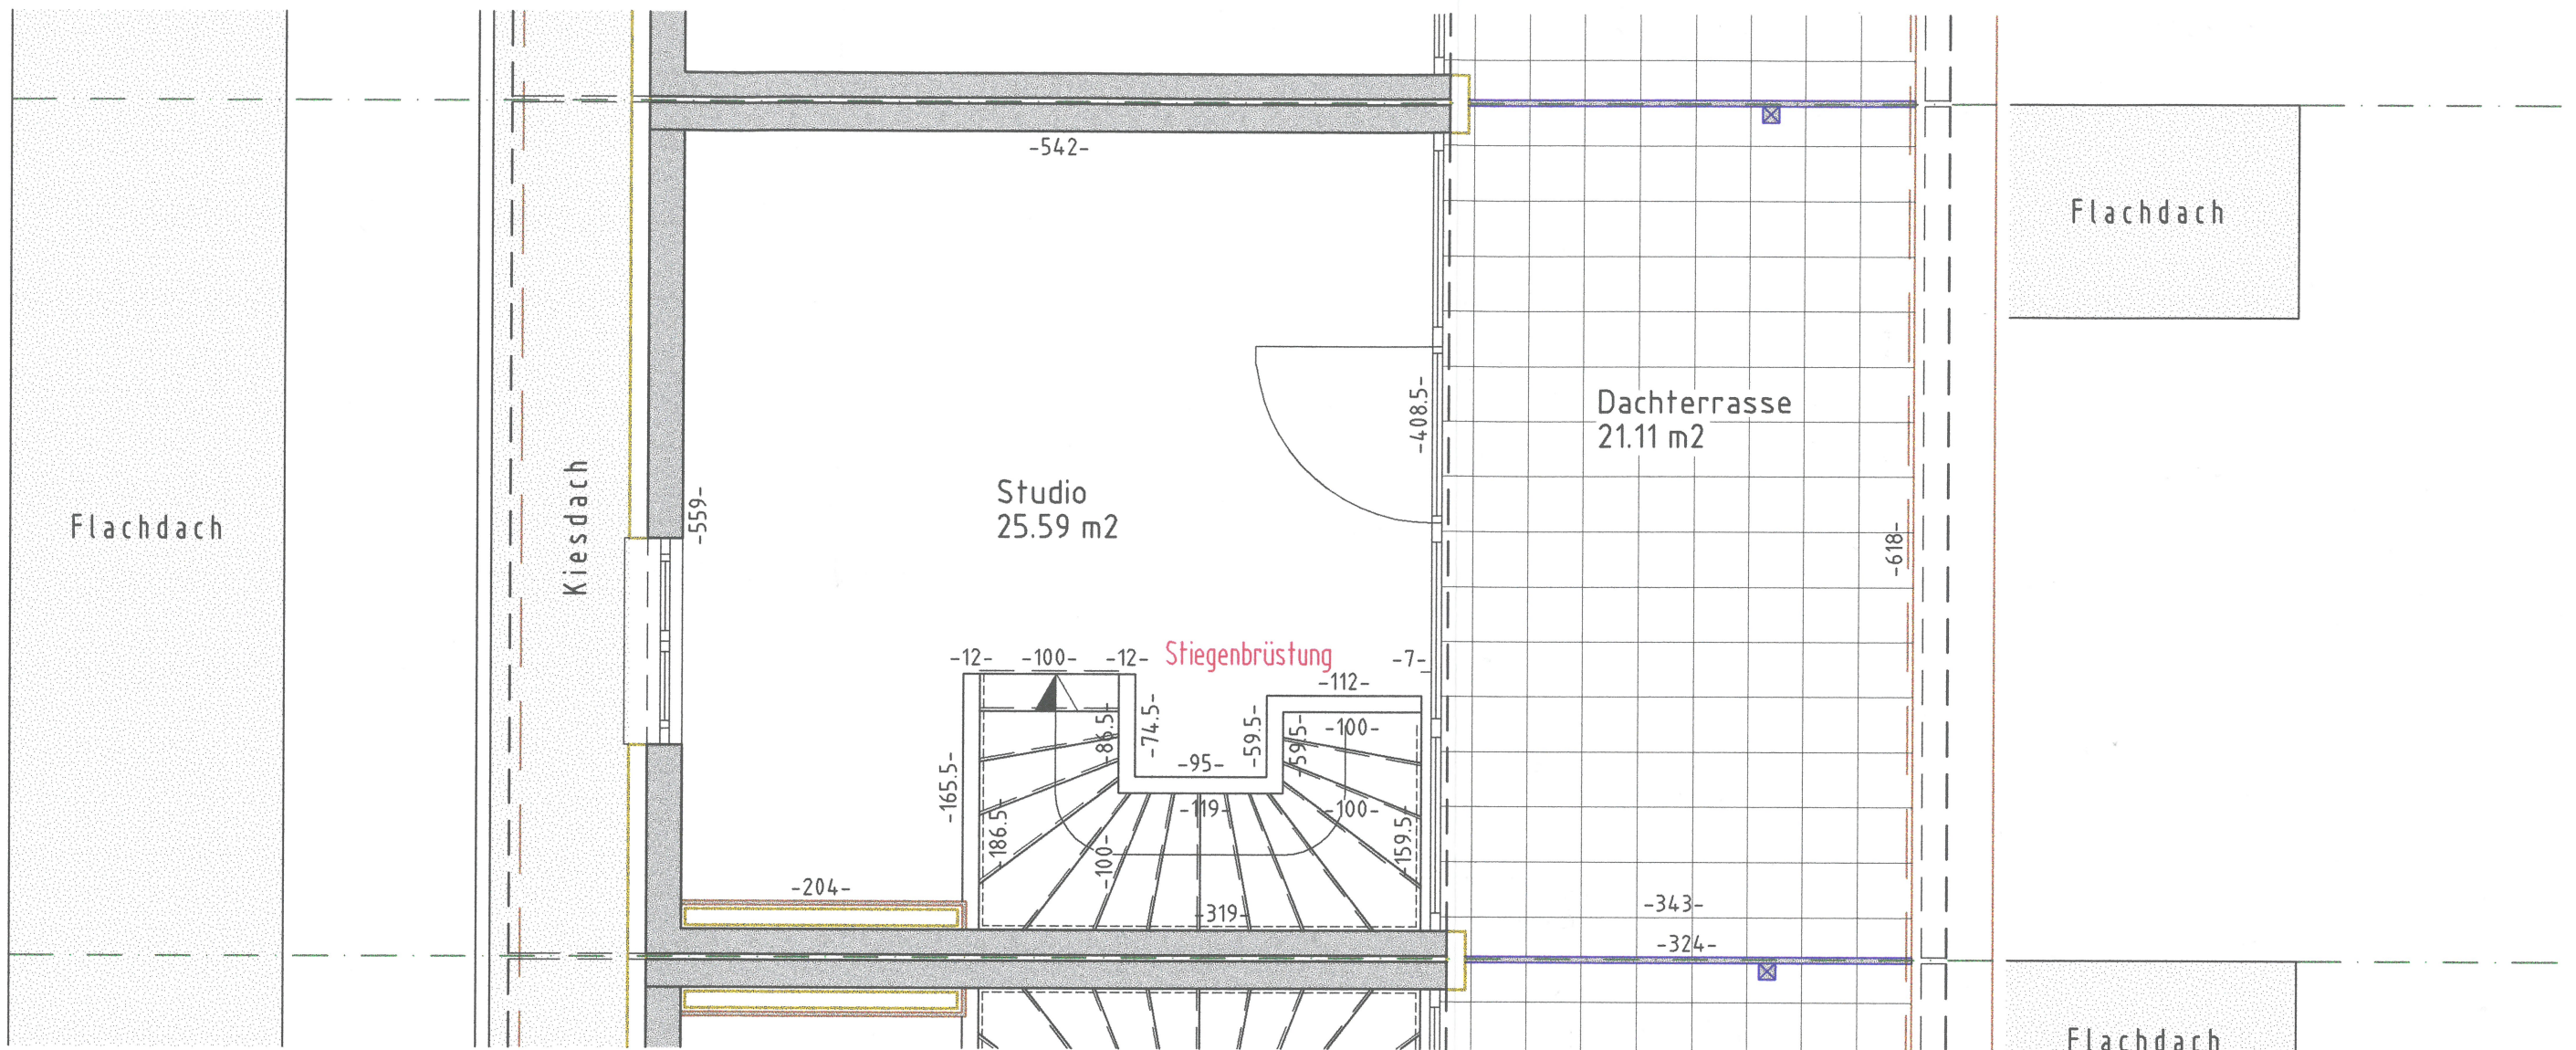 -542-
Flachdach
Dachterrasse
21.11 m2
-408.5-
Studio
25.59 m2
-559-
Flachdach
Kiesdach
-618-
-12-
-100-
-12-
Stiegenbrüstung
-7-
-112-
-86.5-
-74.5-
-59.5-
-59.5-
-100-
-95-
-165.5-
-186.5-
-119-
-100-
-159.5-
-100-
-204-
-319-
-343-
-324-
Flachdach